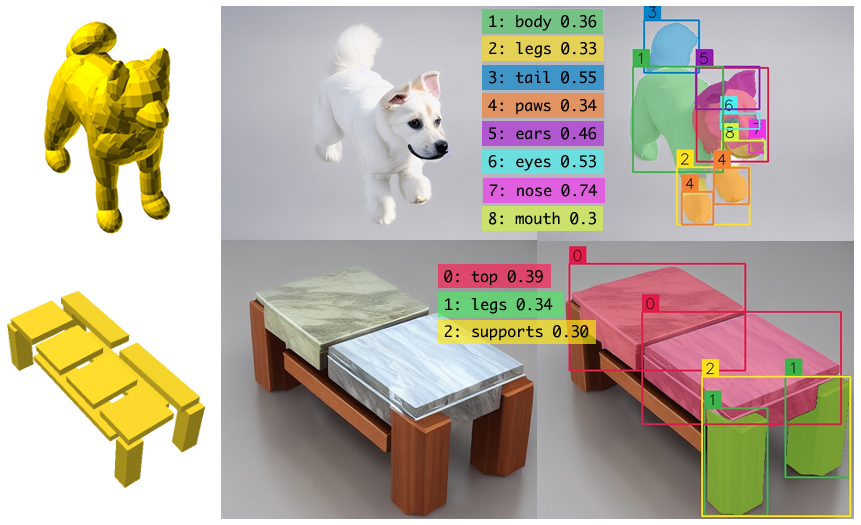 1: body 0.36
2: legs 0.33
3: tail 0.55
4: paws 0.34
5: ears 0.46
6: eyes 0.53
7: nose 0.74
8: mouth 0.3
3
1
5
6
8 7
2 4
4
0: top 0.39
1: legs 0.34
2: supports 0.30
0
0
2 1
1